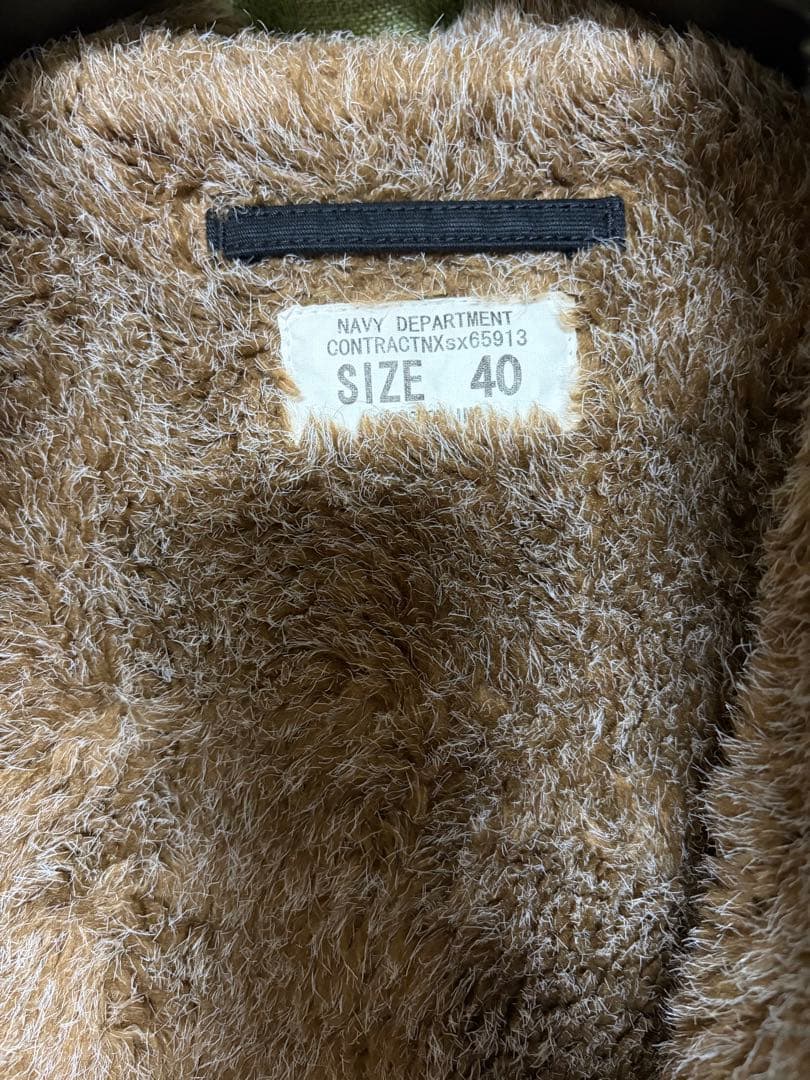 NAVY DEPARTMENT
CONTRACTNXsx65913
SIZE 40